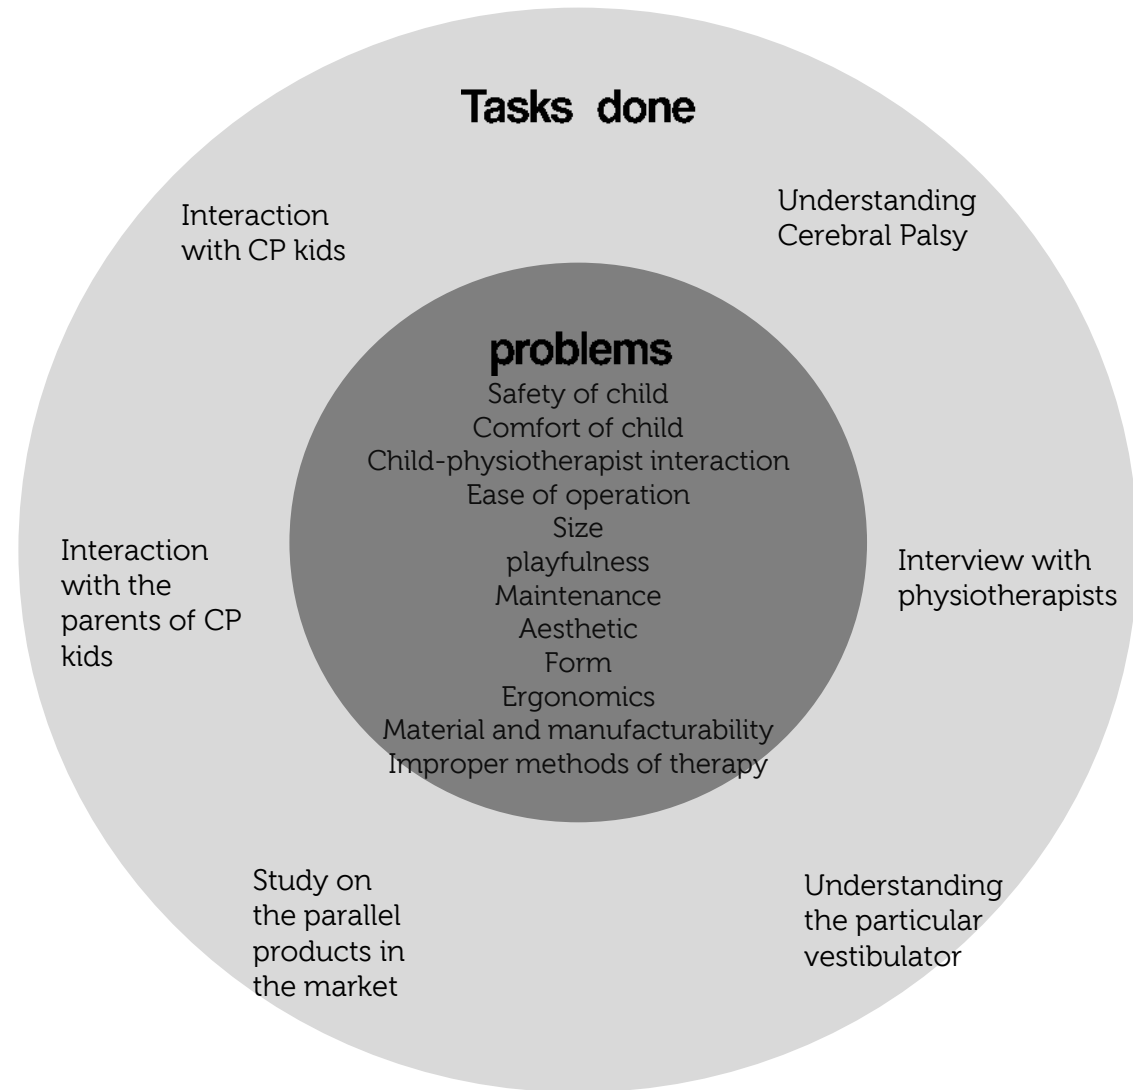 Tasks done
Interaction
with CP kids
Understanding
Cerebral Palsy
problems
Safety of child
Comfort of child
Child-physiotherapist interaction
Ease of operation
Size
playfulness
Maintenance
Aesthetic
Form
Ergonomics
Material and manufacturability
Improper methods of therapy
Interaction
with the
parents of CP
kids
Interview with
physiotherapists
Study on
the parallel
products in
the market
Understanding
the particular
vestibulator